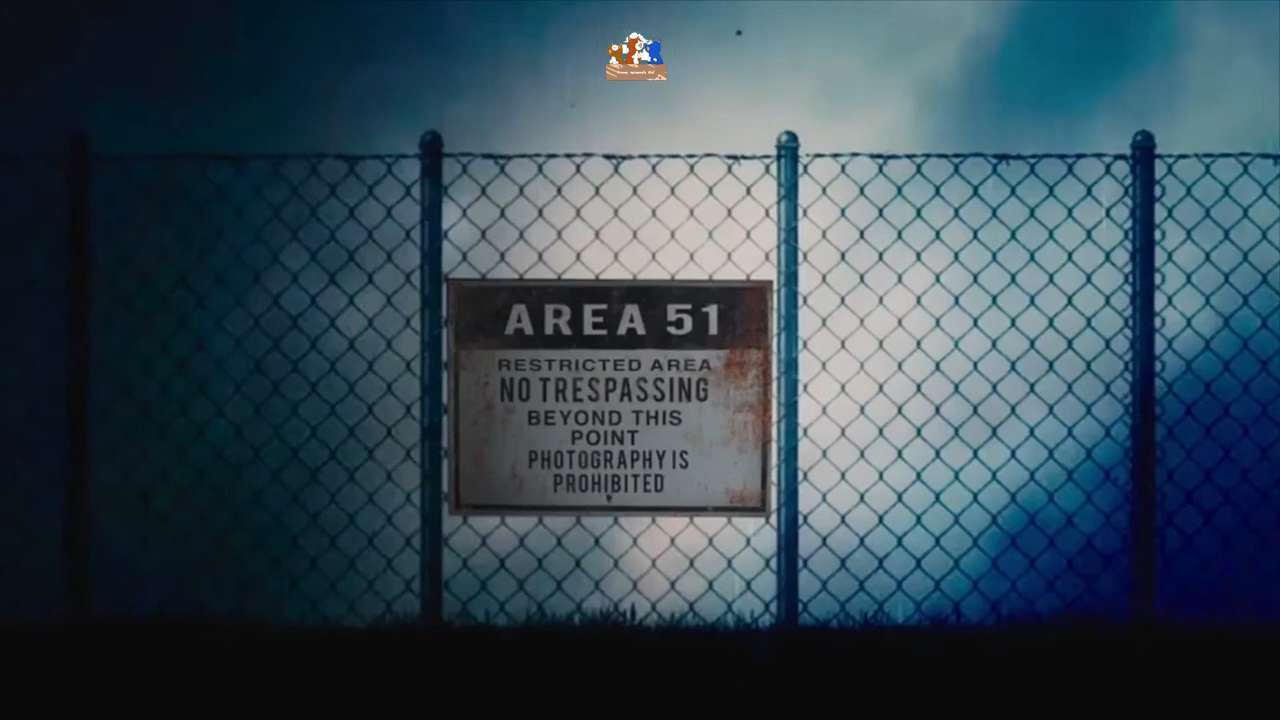 AREA 51
RESTRICTED AREA
NO TRESPASSING
BEYOND THIS
POINT
PHOTOGRAPHY IS
PROHIBITED